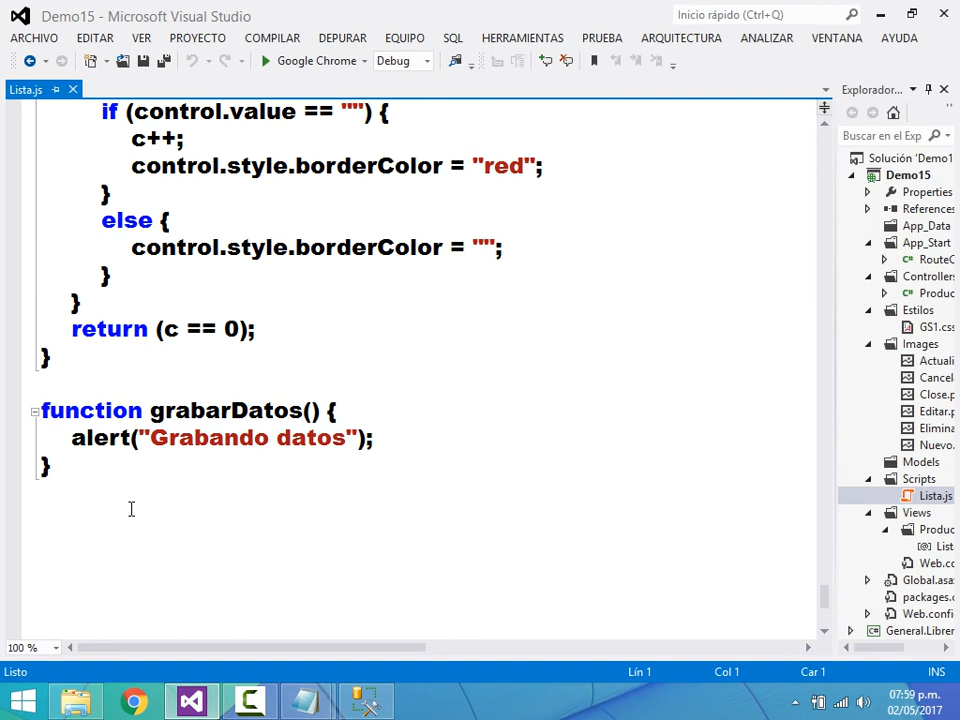 Demo15 - Microsoft Visual Studio
Inicio rápido (Ctrl+Q)
ARCHIVO EDITAR VER PROYECTO COMPILAR DEPURAR EQUIPO SQL HERRAMIENTAS PRUEBA ARQUITECTURA ANALIZAR VENTANA AYUDA
Google Chrome Debug
Lista.js
Explorador...
Buscar en el Exp
if (control.value == "") {
c++;
control.style.borderColor = "red";
}
else {
control.style.borderColor = "";
}
}
return (c == 0);
}
function grabarDatos() {
alert("Grabando datos");
}
Solución 'Demo1
Demo15
Properties
References
App_Data
App_Start
C# RouteC
Controllers
C# Produc
Estilos
GS1.css
Images
Actuali
Cancel
Close.p
Editar.p
Elimina
Nuevo.
Models
Scripts
Lista.js
Views
Produc
[@] List
Web.co
Global.asa
packages.c
Web.confi
C# General.Librer
100 %
Listo
Lín 1 Col 1 Car 1 INS
07:59 p.m.
02/05/2017